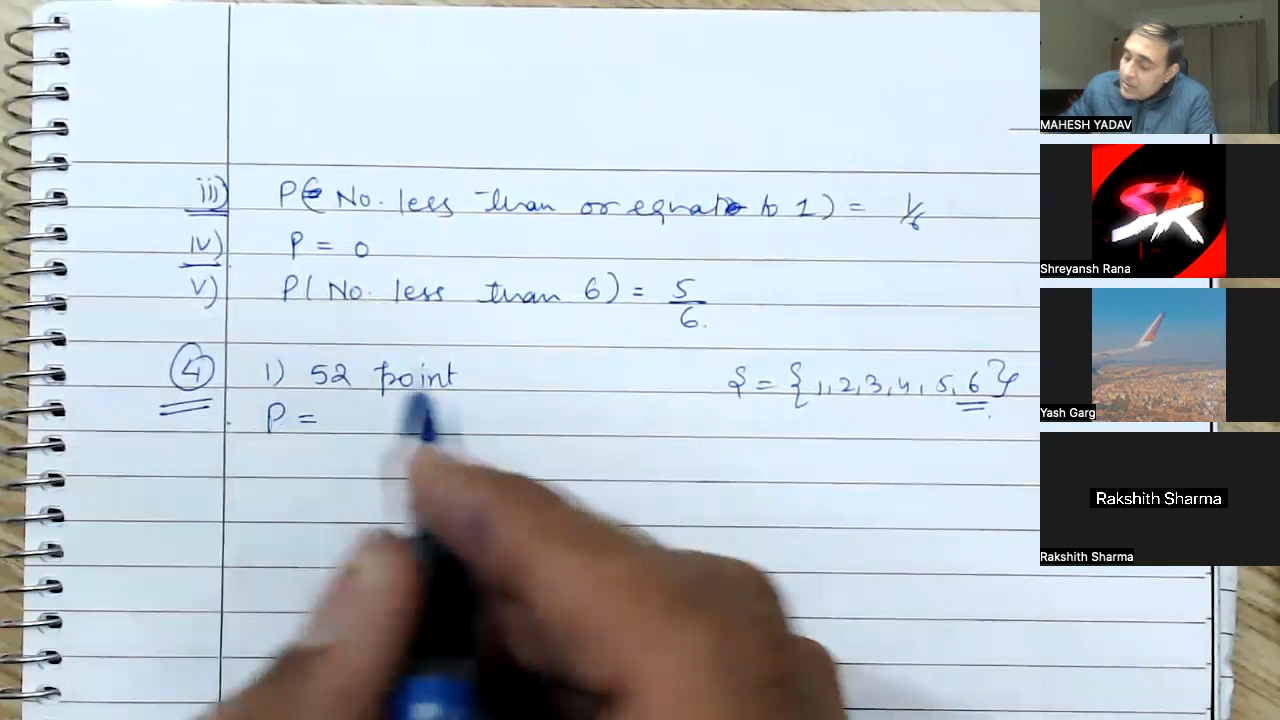 iii) P( No. less than or equal to 1) = 1/6
iv) P = 0
v) P( No. less than 6) = 5/6.
4 1) 52 point
S = {1,2,3,4,5,6}
P =
MAHESH YADAV
SR
Shreyansh Rana
Yash Garg
Rakshith Sharma
Rakshith Sharma